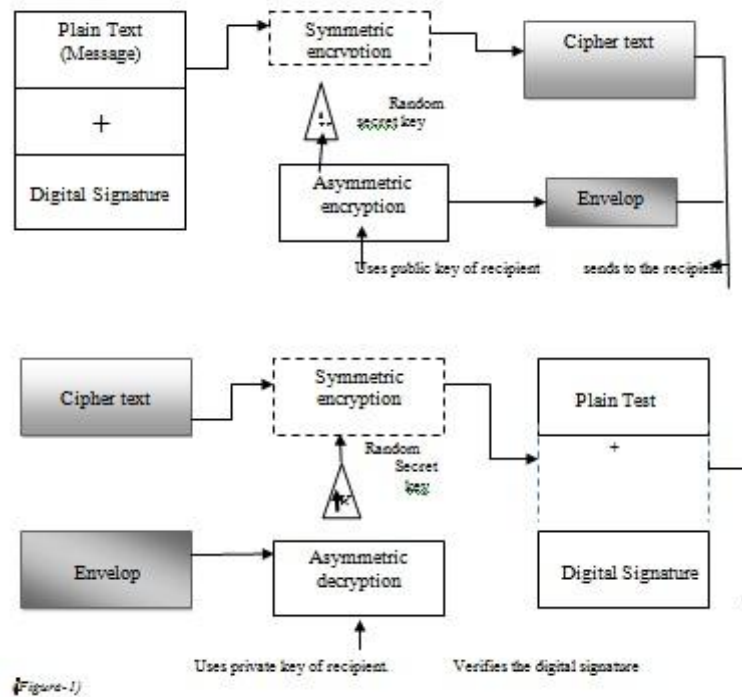 Plain Text
(Message)
+
Digital Signature
Symmetric
encryption
Cipher text
Random
secret key
Asymmetric
encryption
Envelop
Uses public key of recipient
sends to the recipient
Cipher text
Symmetric
encryption
Plain Test
+
Random
Secret
key
Envelop
Asymmetric
decryption
Digital Signature
Uses private key of recipient.
Verifies the digital signature
(Figure-1)